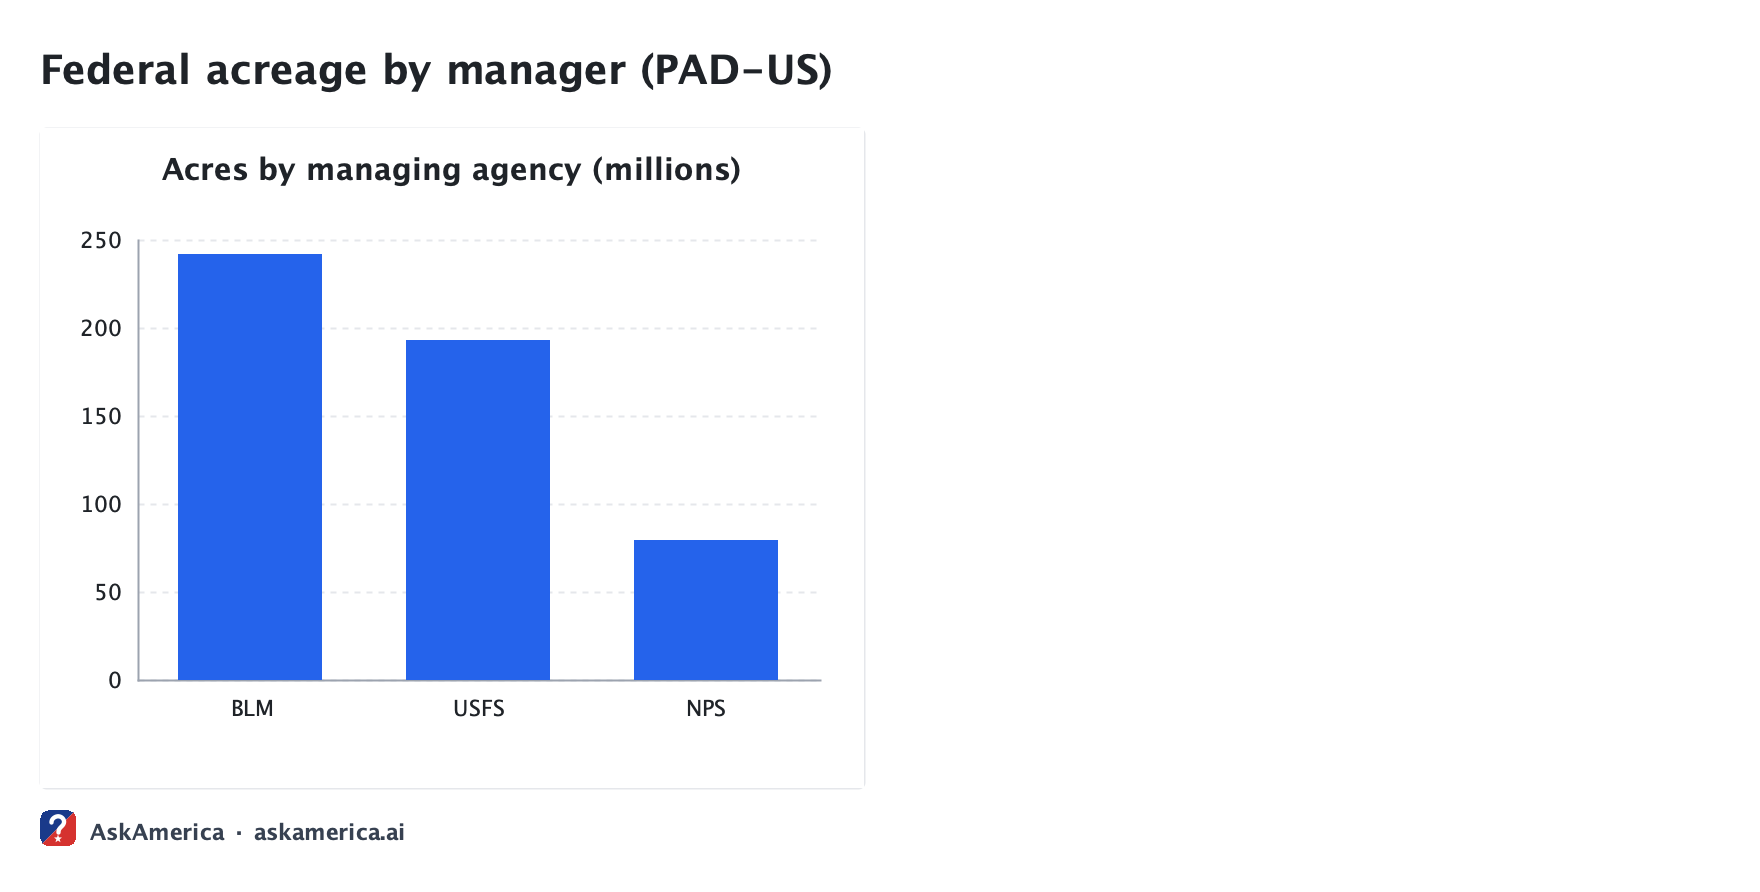 Federal acreage by manager (PAD-US)
Acres by managing agency (millions)
250
200
150
100
50
0
BLM USFS NPS
AskAmerica · askamerica.ai